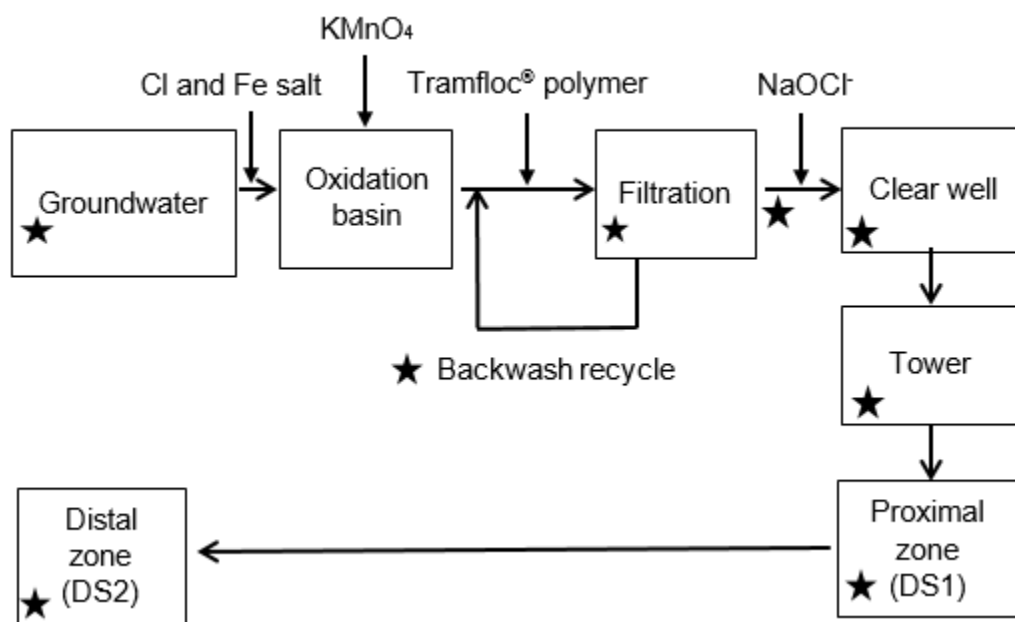 KMnO₄
Cl and Fe salt
Tramfloc® polymer
NaOCl⁻
Groundwater
Oxidation
basin
Filtration
Clear well
Backwash recycle
Tower
Distal
zone
(DS2)
Proximal
zone
(DS1)